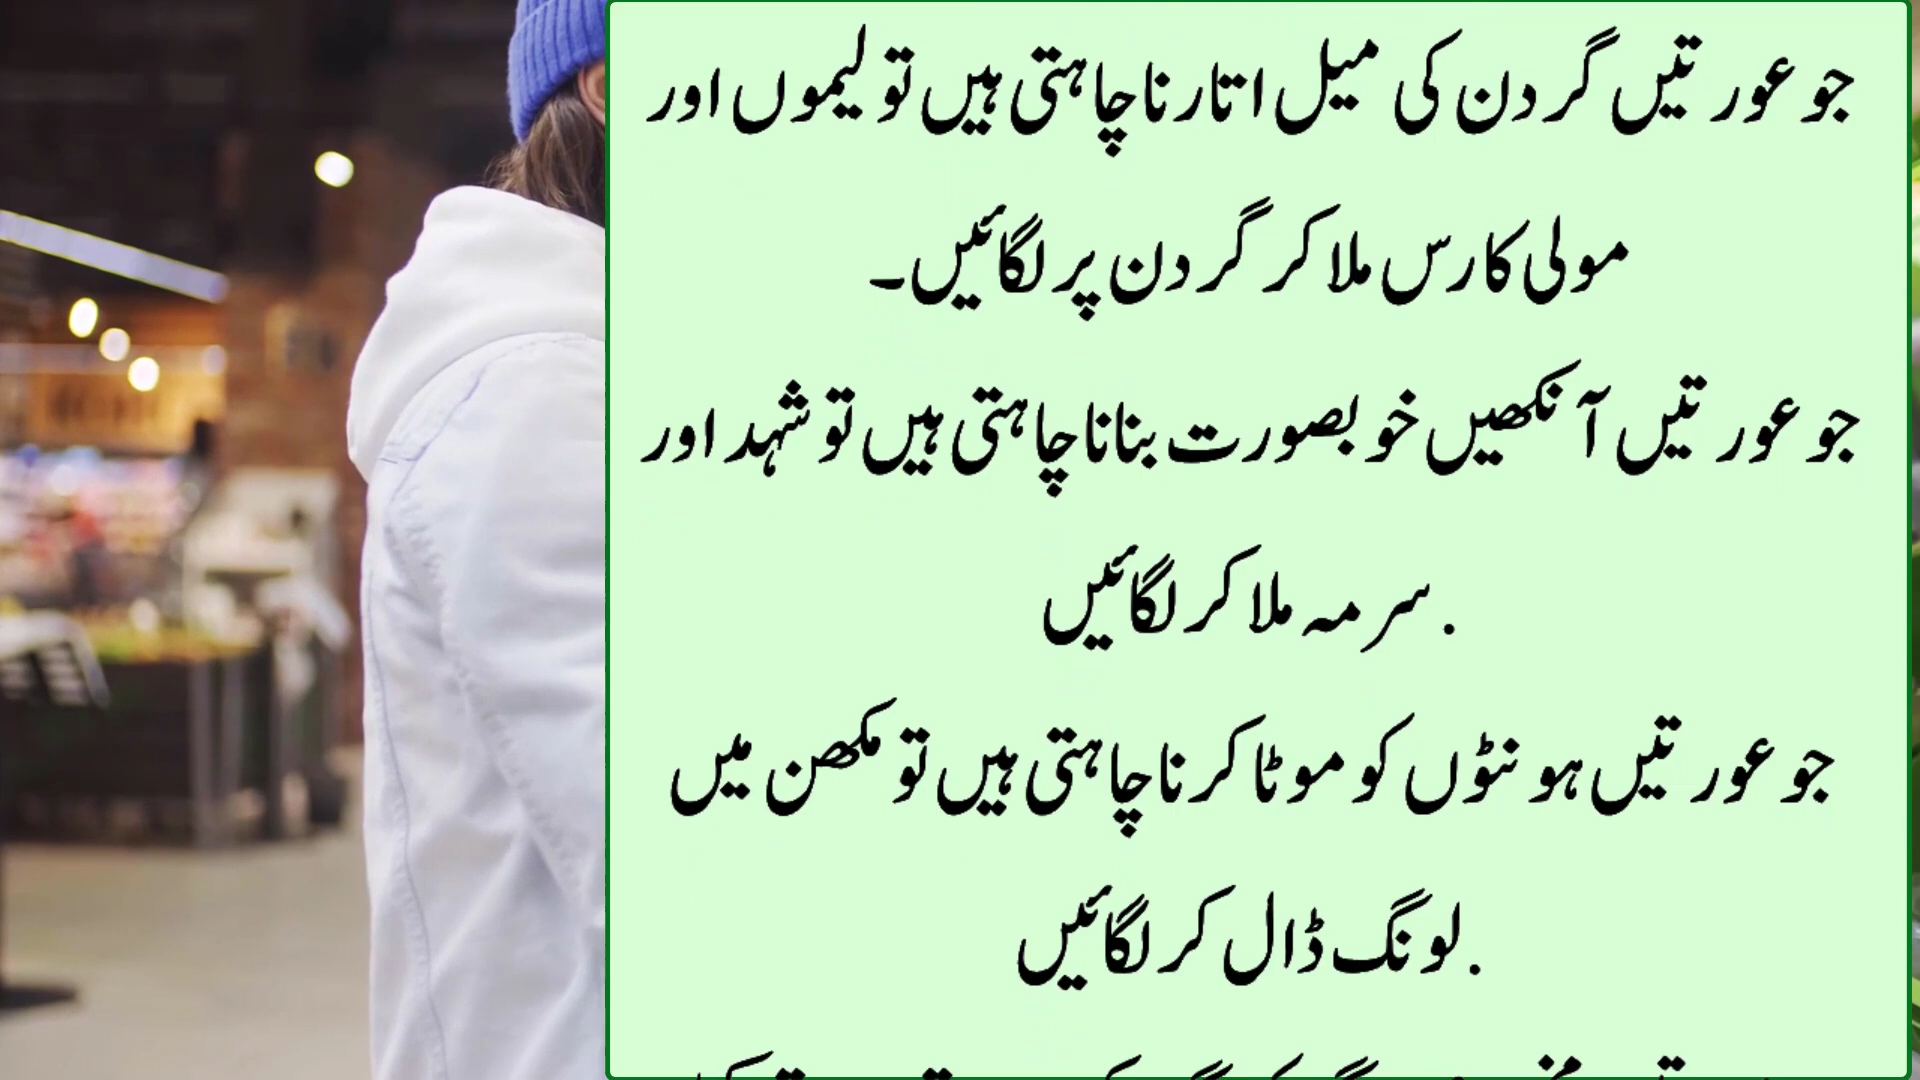 جو عورتیں گردن کی میل اتارنا چاہتی ہیں تو لیموں اور
مولی کا رس ملا کر گردن پر لگائیں۔
جو عورتیں آنکھیں خوبصورت بنانا چاہتی ہیں تو شہد اور
. سرمہ ملا کر لگائیں
جو عورتیں ہونٹوں کو موٹا کرنا چاہتی ہیں تو مکھن میں
. لونگ ڈال کر لگائیں